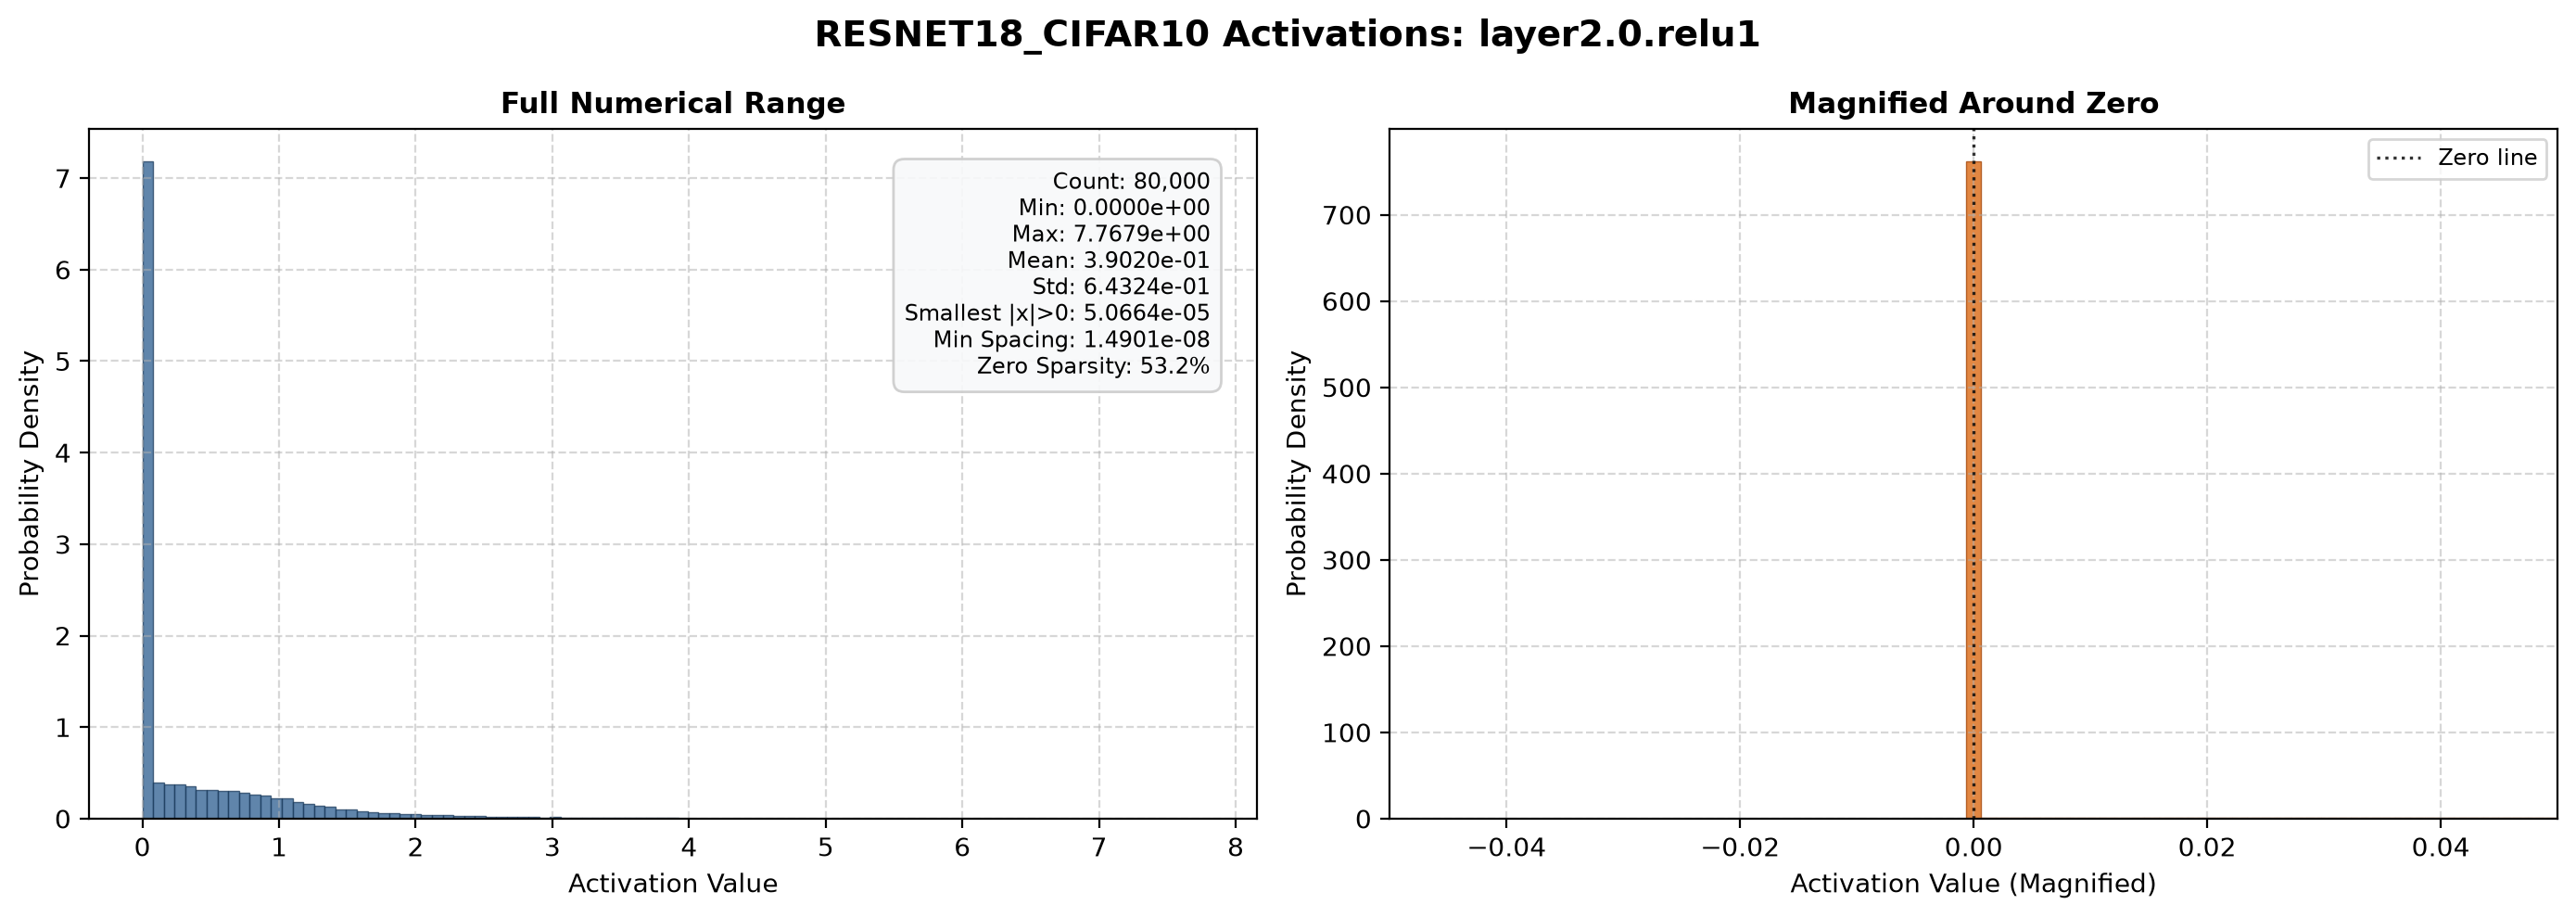 RESNET18_CIFAR10 Activations: layer2.0.relu1
Full Numerical Range
Probability Density
7
6
5
4
3
2
1
0
Count: 80,000
Min: 0.0000e+00
Max: 7.7679e+00
Mean: 3.9020e-01
Std: 6.4324e-01
Smallest |x|>0: 5.0664e-05
Min Spacing: 1.4901e-08
Zero Sparsity: 53.2%
0 1 2 3 4 5 6 7 8
Activation Value
Magnified Around Zero
Probability Density
700
600
500
400
300
200
100
0
Zero line
−0.04 −0.02 0.00 0.02 0.04
Activation Value (Magnified)